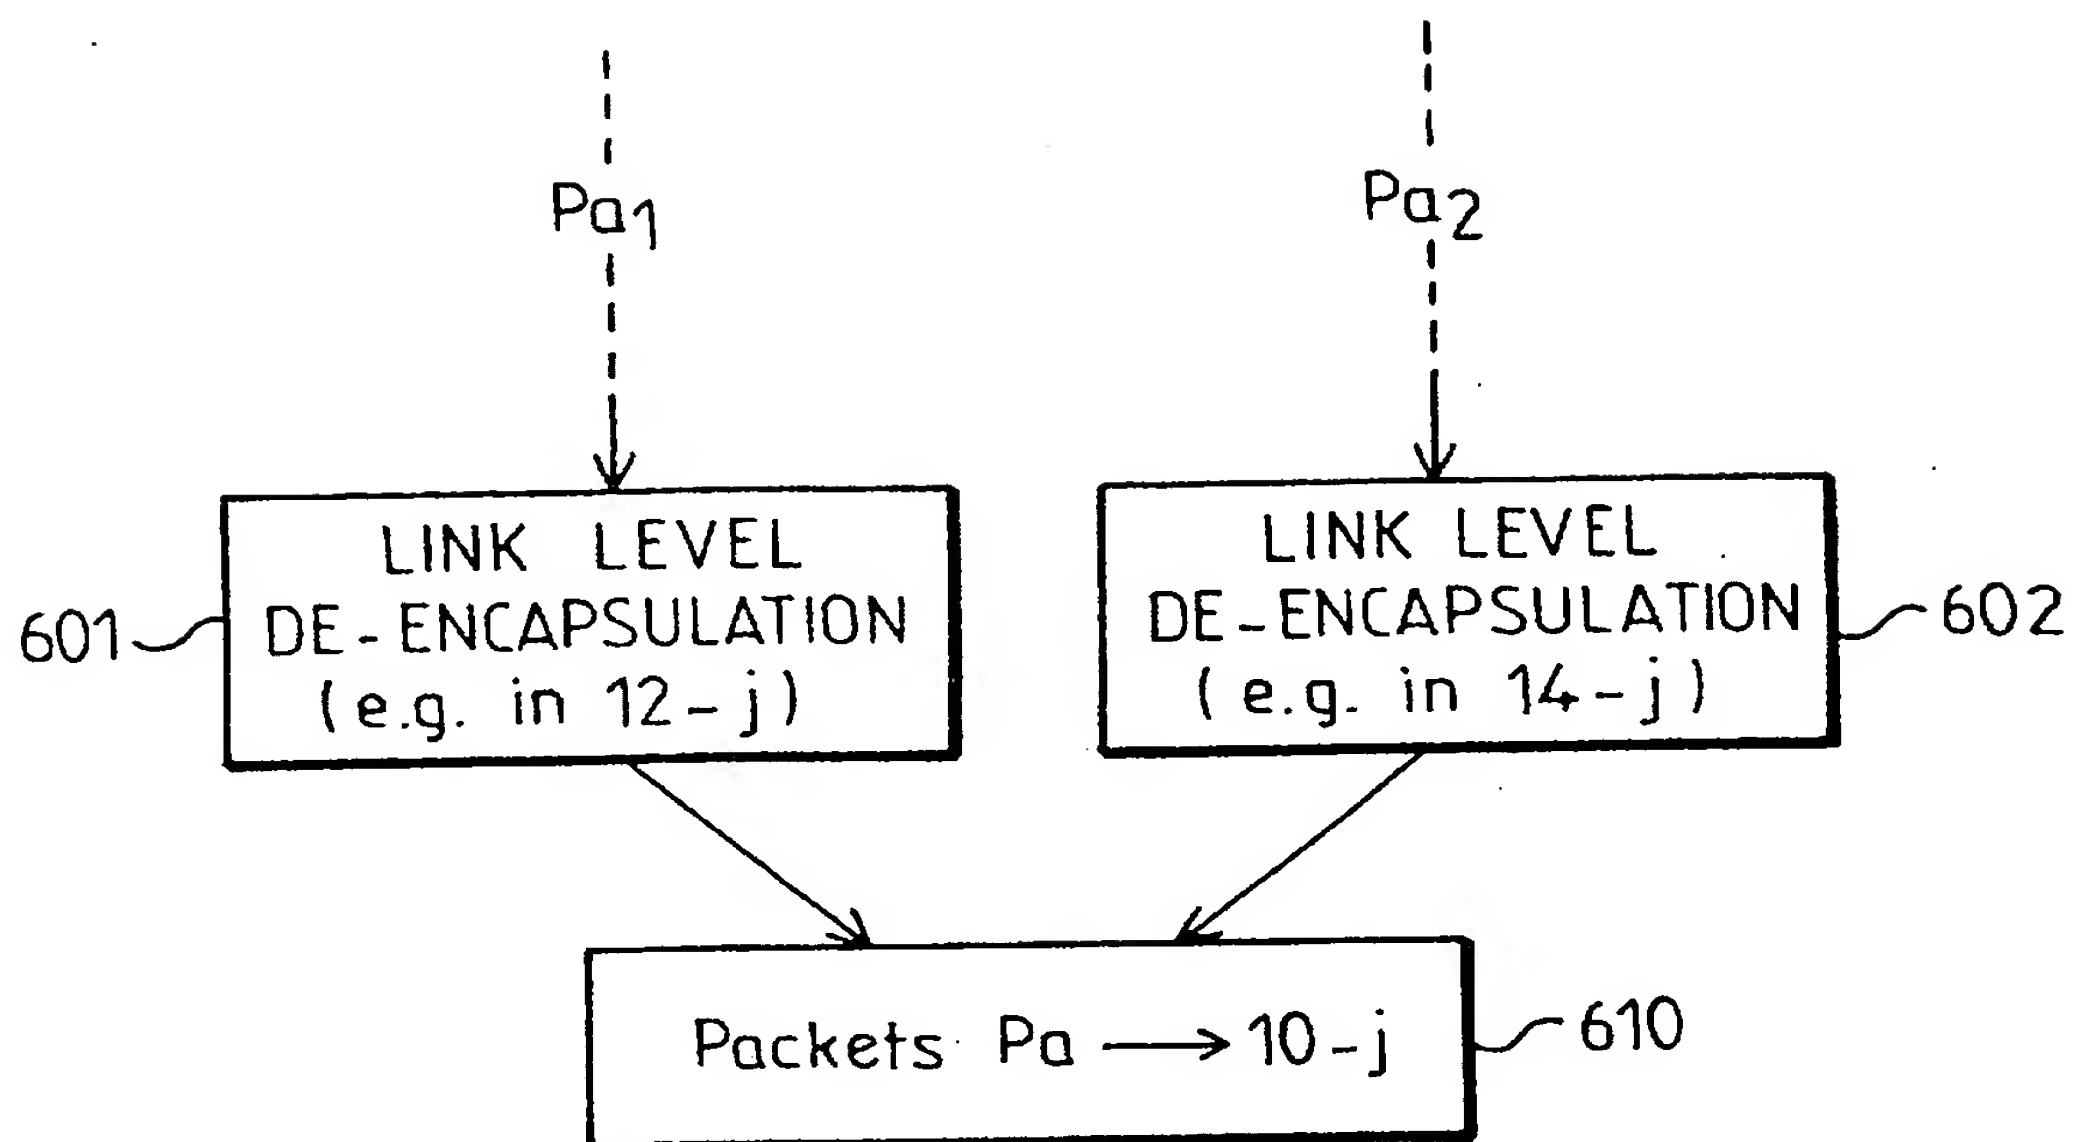 Pa1
Pa2
LINK LEVEL
DE-ENCAPSULATION
(e.g. in 12-j)
601
LINK LEVEL
DE-ENCAPSULATION
(e.g. in 14-j)
602
Packets Pa → 10-j
610